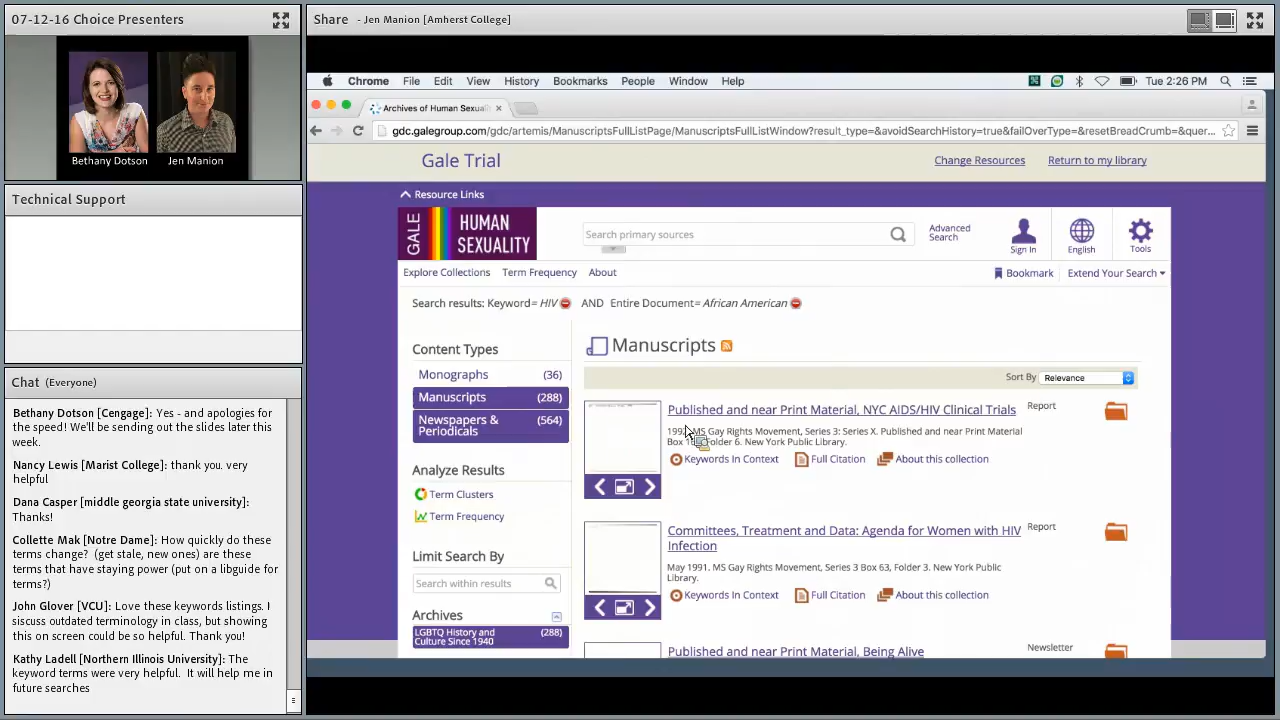 07-12-16 Choice Presenters
Bethany Dotson
Jen Manion
Technical Support
Chat (Everyone)
Bethany Dotson [Cengage]: Yes - and apologies for
the speed! We'll be sending out the slides later this
week.
Nancy Lewis [Marist College]: thank you. very
helpful
Dana Casper [middle georgia state university]:
Thanks!
Collette Mak [Notre Dame]: How quickly do these
terms change? (get stale, new ones) are these
terms that have staying power (put on a libguide for
terms?)
John Glover [VCU]: Love these keywords listings. I
siscuss outdated terminology in class, but showing
this on screen could be so helpful. Thank you!
Kathy Ladell [Northern Illinois University]: The
keyword terms were very helpful. It will help me in
future searches
Share - Jen Manion [Amherst College]
Chrome File Edit View History Bookmarks People Window Help
Tue 2:26 PM
Archives of Human Sexuali
gdc.galegroup.com/gdc/artemis/ManuscriptsFullListPage/ManuscriptsFullListWindow?result_type=&avoidSearchHistory=true&failOverType=&resetBreadCrumb=&quer...
Gale Trial
Change Resources
Return to my library
Resource Links
GALE
HUMAN
SEXUALITY
Search primary sources
Advanced
Search
Sign In
English
Tools
Explore Collections
Term Frequency
About
Bookmark
Extend Your Search
Search results: Keyword= HIV AND Entire Document= African American
Content Types
Monographs (36)
Manuscripts (288)
Newspapers & (564)
Periodicals
Analyze Results
Term Clusters
Term Frequency
Limit Search By
Search within results
Archives
LGBTQ History and (288)
Culture Since 1940
Manuscripts
Sort By Relevance
Published and near Print Material, NYC AIDS/HIV Clinical Trials
Report
MS Gay Rights Movement, Series 3: Series X. Published and near Print Material
Box Folder 6. New York Public Library.
Keywords In Context Full Citation About this collection
Committees, Treatment and Data: Agenda for Women with HIV
Infection
Report
May 1991. MS Gay Rights Movement, Series 3 Box 63, Folder 3. New York Public
Library.
Keywords In Context Full Citation About this collection
Published and near Print Material, Being Alive
Newsletter